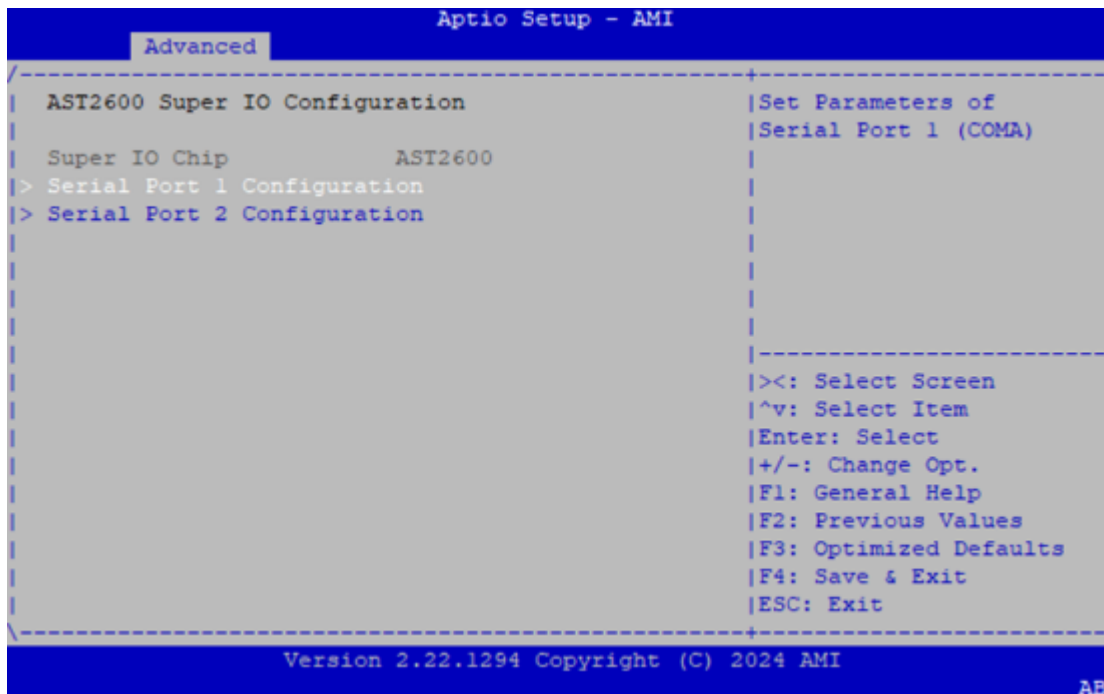 Aptio Setup - AMI
Advanced
/----------------------------------------------------+-------------------------
| AST2600 Super IO Configuration |Set Parameters of
| |Serial Port 1 (COMA)
| Super IO Chip AST2600 |
|> Serial Port 1 Configuration |
|> Serial Port 2 Configuration |
| |
| |
| |
| |
| |-------------------------
| |><: Select Screen
| |^v: Select Item
| |Enter: Select
| |+/-: Change Opt.
| |F1: General Help
| |F2: Previous Values
| |F3: Optimized Defaults
| |F4: Save & Exit
| |ESC: Exit
\----------------------------------------------------+-------------------------
Version 2.22.1294 Copyright (C) 2024 AMI
AB